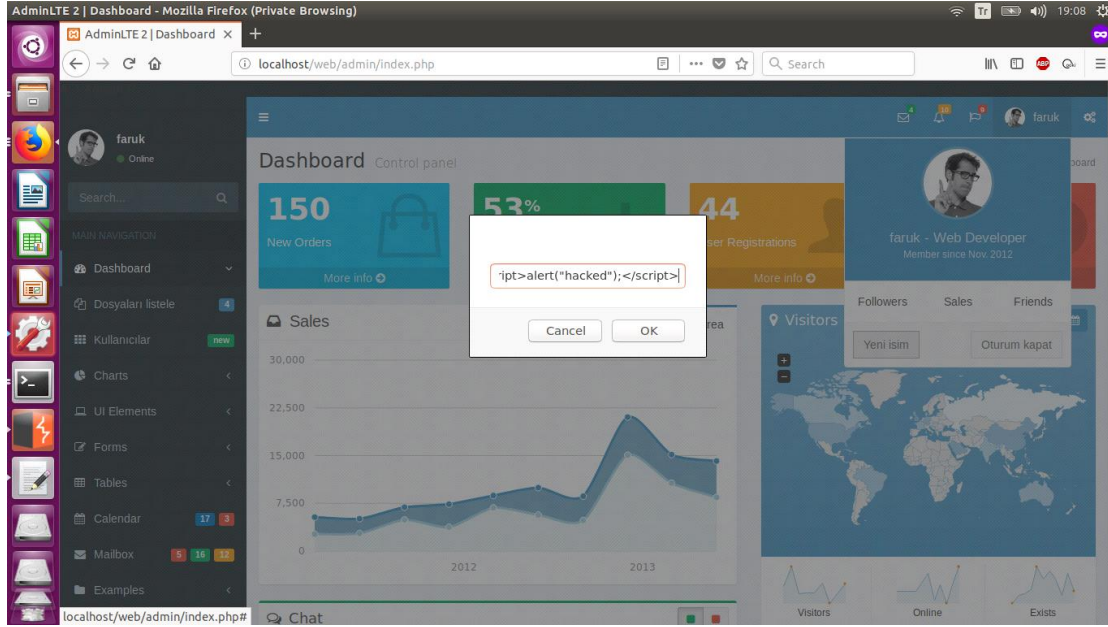 AdminLTE 2 | Dashboard - Mozilla Firefox (Private Browsing)
Tr
19:08
AdminLTE 2 | Dashboard
localhost/web/admin/index.php
Search
ABP
faruk
Online
Search...
MAIN NAVIGATION
Dashboard
Dosyaları listele 4
Kullanıcılar new
Charts
UI Elements
Forms
Tables
Calendar 17 3
Mailbox 5 16 12
Examples
localhost/web/admin/index.php#
4 10 9 faruk
Dashboard Control panel
150
New Orders
More info
53%
44
ser Registrations
More info
ipt>alert("hacked");</script>
Cancel OK
faruk - Web Developer
Member since Nov. 2012
Followers Sales Friends
Yeni isim Oturum kapat
oard
Sales
rea
30,000
22,500
15,000
7,500
0
2012 2013
Visitors
Visitors Online Exists
Chat